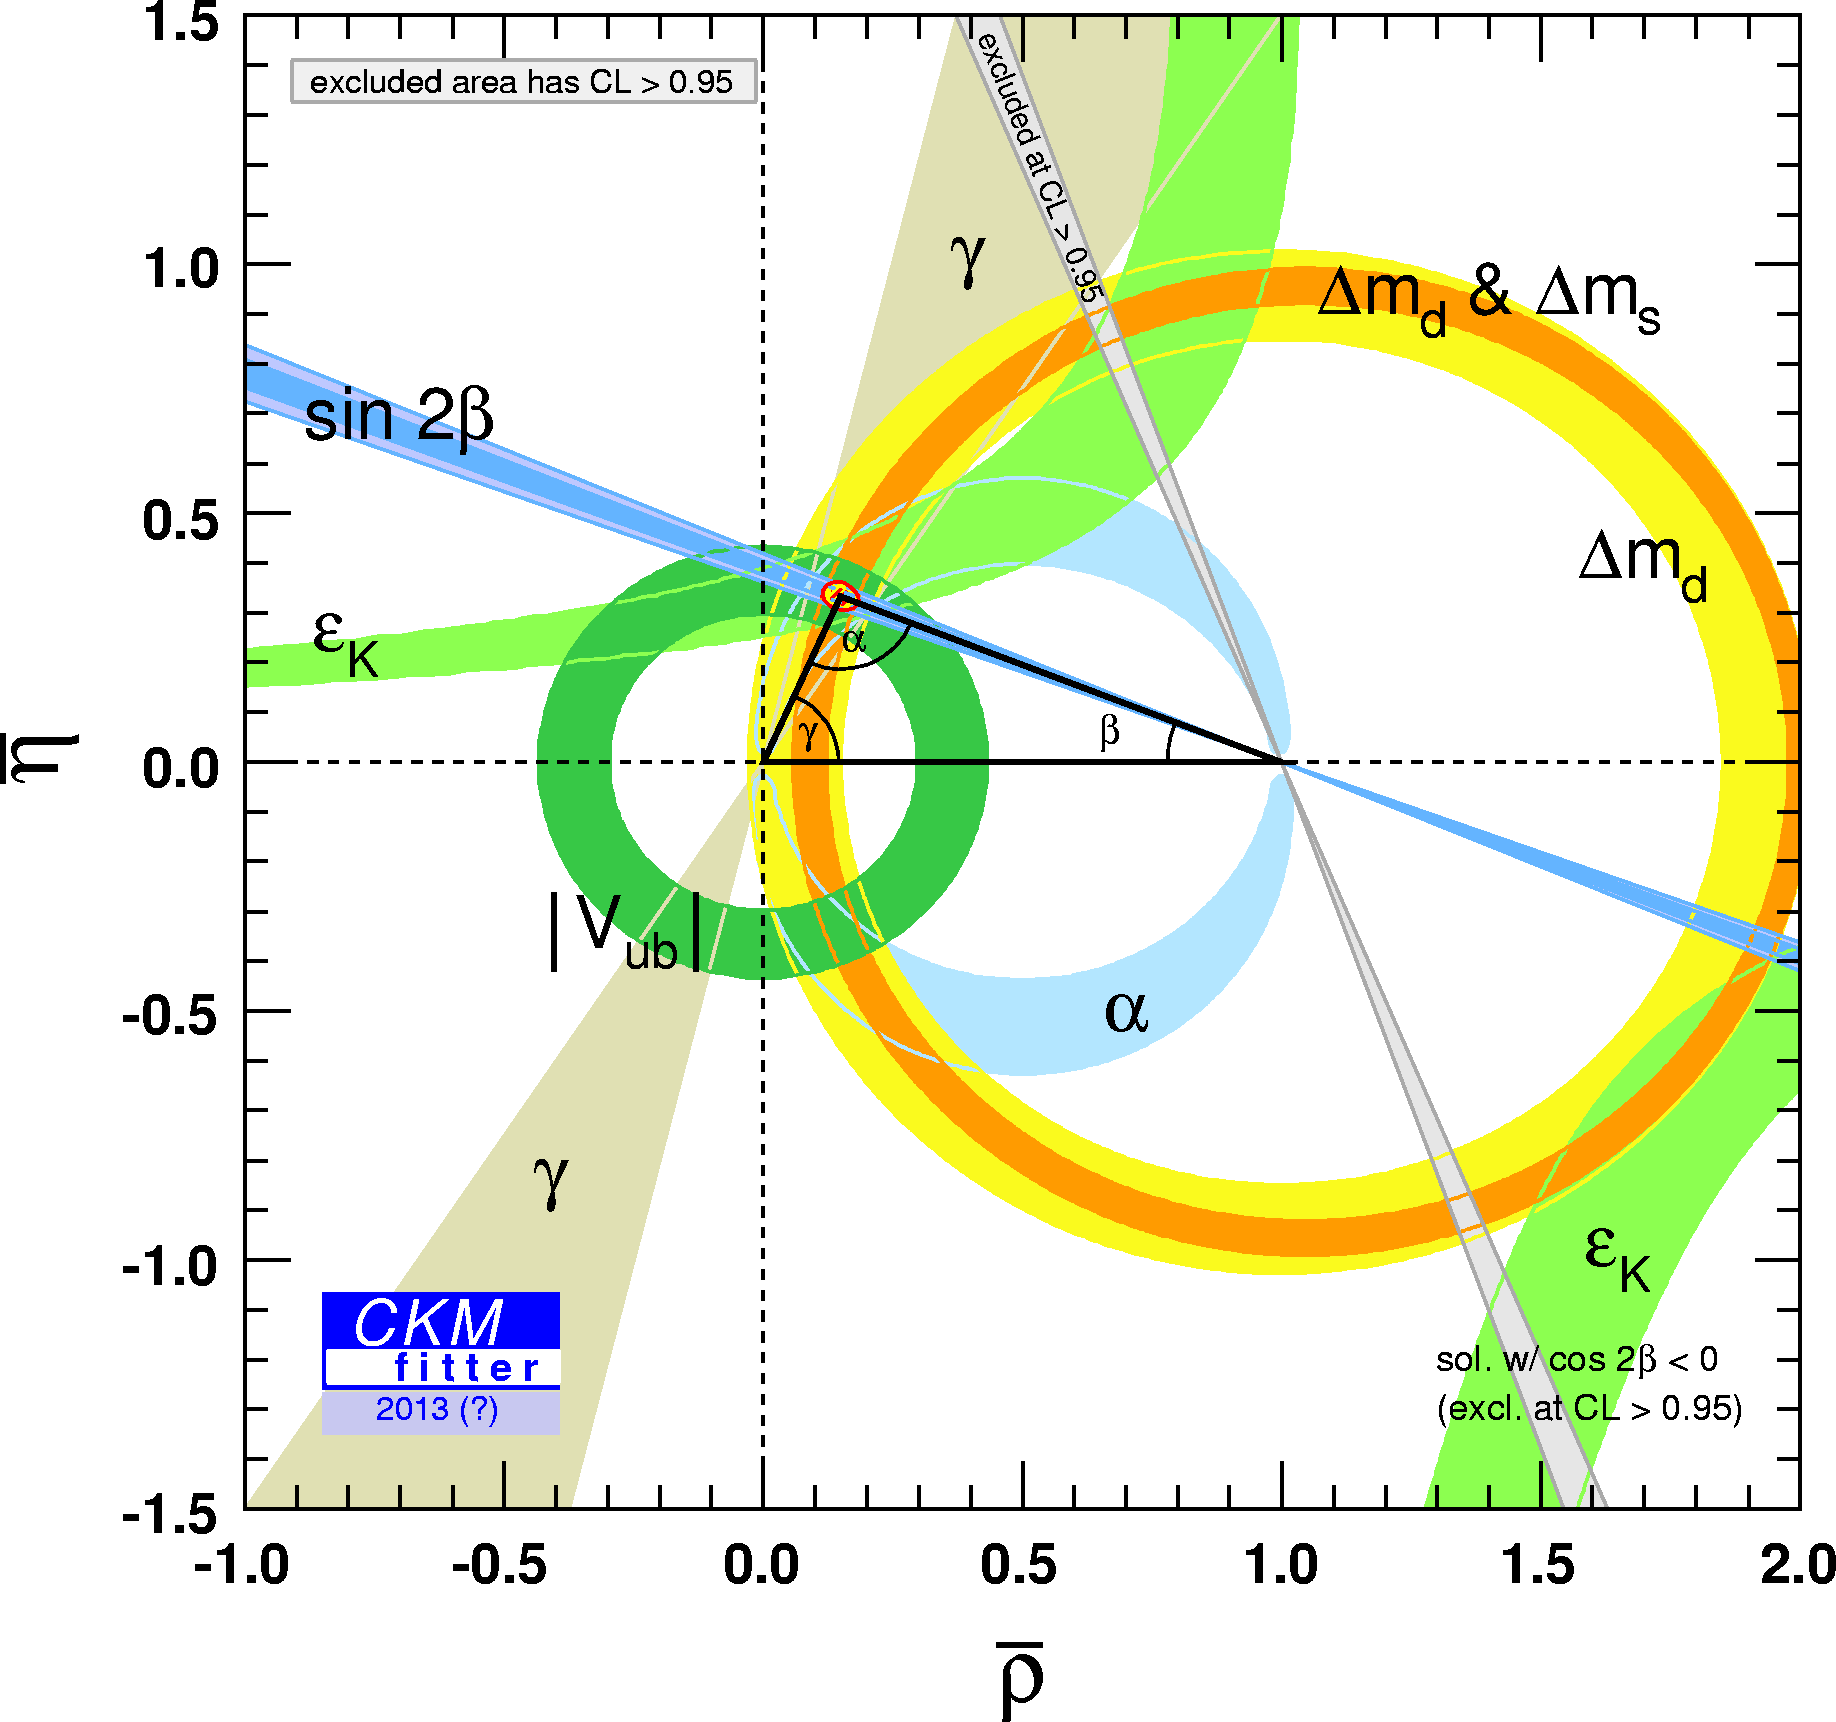 1.5
excluded area has CL > 0.95
excluded at CL > 0.95
γ
1.0
Δm_d & Δm_s
sin 2β
0.5
Δm_d
ε_K
α
γ
β
η̅
0.0
|V_ub|
α
-0.5
γ
ε_K
-1.0
CKM
fitter
2013 (?)
sol. w/ cos 2β < 0
(excl. at CL > 0.95)
-1.5
-1.0 -0.5 0.0 0.5 1.0 1.5 2.0
ρ̅